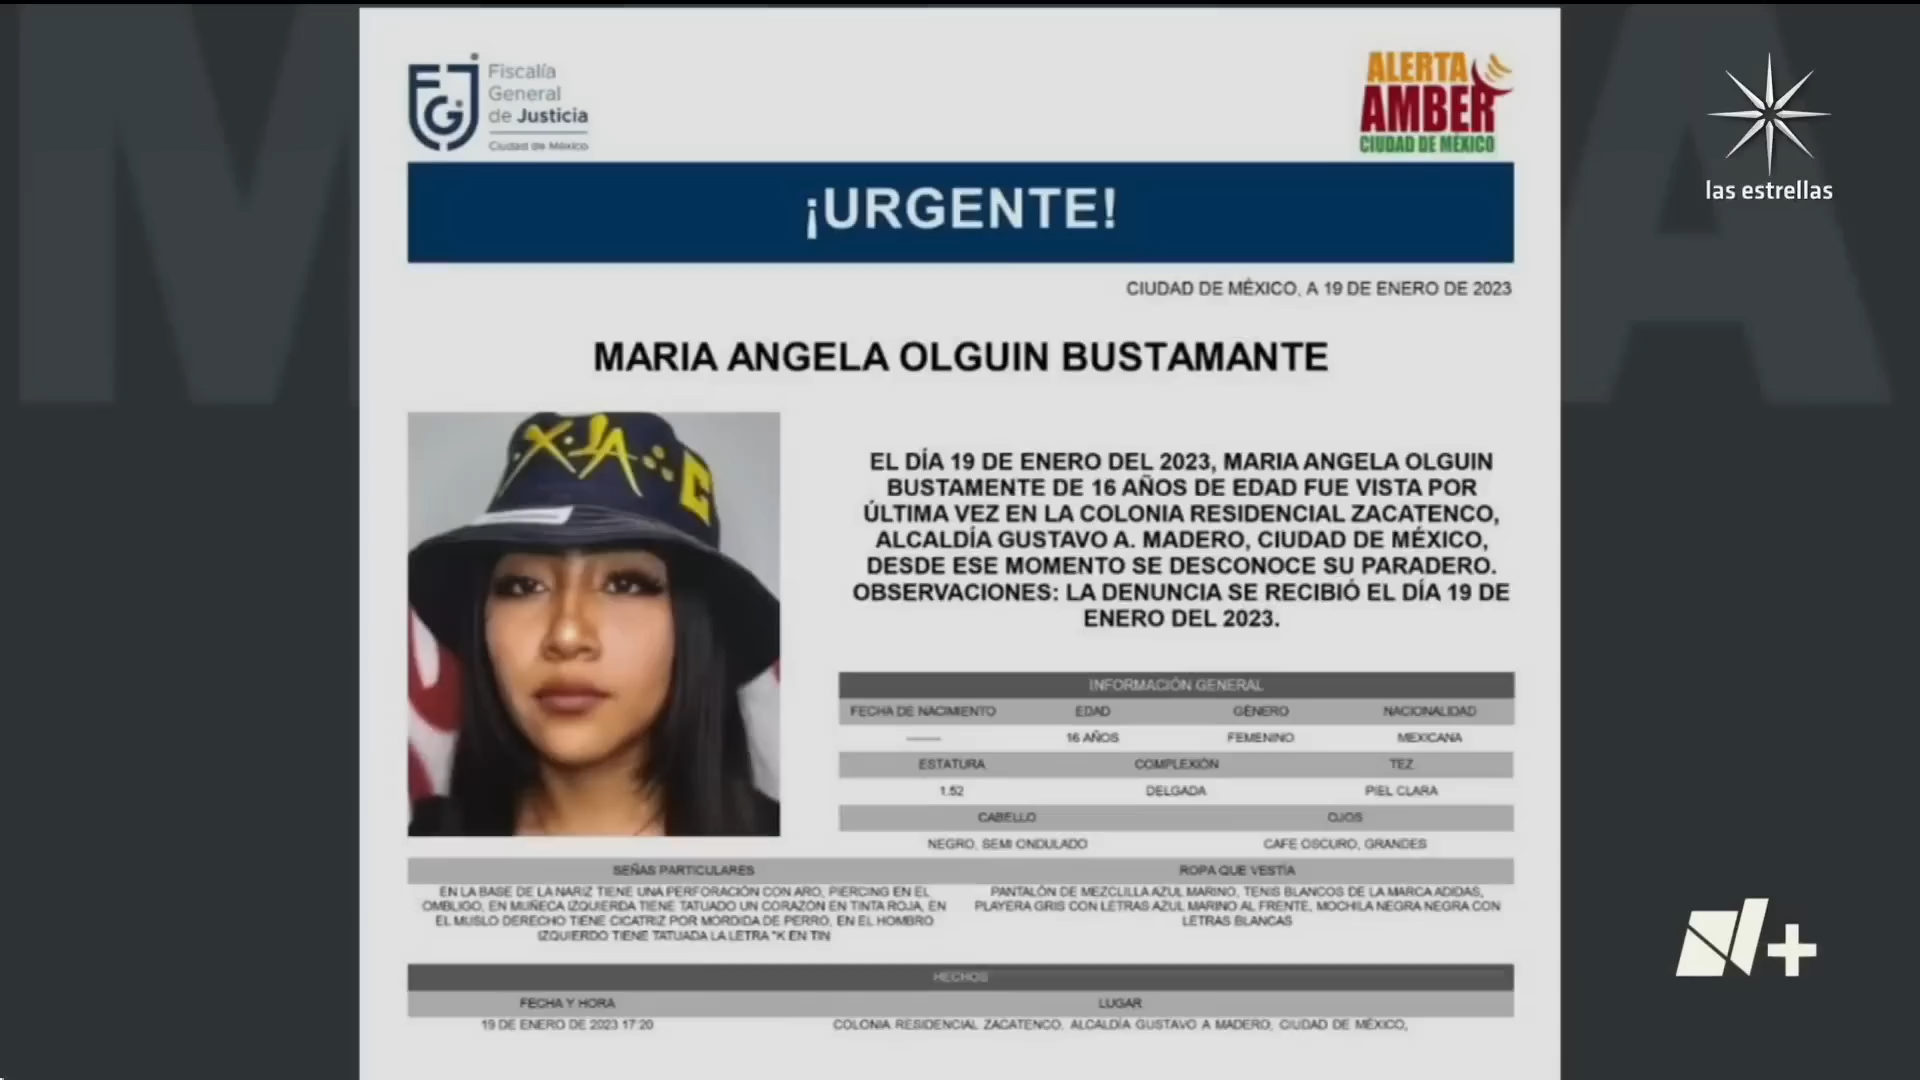 MA
Fiscalía
General
de Justicia
Ciudad de México
ALERTA
AMBER
CIUDAD DE MÉXICO
las estrellas
¡URGENTE!
CIUDAD DE MÉXICO, A 19 DE ENERO DE 2023
MARIA ANGELA OLGUIN BUSTAMANTE
EL DÍA 19 DE ENERO DEL 2023, MARIA ANGELA OLGUIN
BUSTAMENTE DE 16 AÑOS DE EDAD FUE VISTA POR
ÚLTIMA VEZ EN LA COLONIA RESIDENCIAL ZACATENCO,
ALCALDÍA GUSTAVO A. MADERO, CIUDAD DE MÉXICO,
DESDE ESE MOMENTO SE DESCONOCE SU PARADERO.
OBSERVACIONES: LA DENUNCIA SE RECIBIÓ EL DÍA 19 DE
ENERO DEL 2023.
INFORMACIÓN GENERAL
FECHA DE NACIMIENTO EDAD GÉNERO NACIONALIDAD
16 AÑOS FEMENINO MEXICANA
ESTATURA COMPLEXIÓN TEZ
1.52 DELGADA PIEL CLARA
CABELLO OJOS
NEGRO, SEMI ONDULADO CAFE OSCURO, GRANDES
SEÑAS PARTICULARES ROPA QUE VESTÍA
EN LA BASE DE LA NARIZ TIENE UNA PERFORACIÓN CON ARO, PIERCING EN EL
OMBLIGO, EN MUÑECA IZQUIERDA TIENE TATUADO UN CORAZÓN EN TINTA ROJA, EN
EL MUSLO DERECHO TIENE CICATRIZ POR MORDIDA DE PERRO, EN EL HOMBRO
IZQUIERDO TIENE TATUADA LA LETRA "K EN TIN
PANTALÓN DE MEZCLILLA AZUL MARINO, TENIS BLANCOS DE LA MARCA ADIDAS,
PLAYERA GRIS CON LETRAS AZUL MARINO AL FRENTE, MOCHILA NEGRA NEGRA CON
LETRAS BLANCAS
HECHOS
FECHA Y HORA LUGAR
19 DE ENERO DE 2023 17:20 COLONIA RESIDENCIAL ZACATENCO, ALCALDÍA GUSTAVO A MADERO, CIUDAD DE MÉXICO,
N+